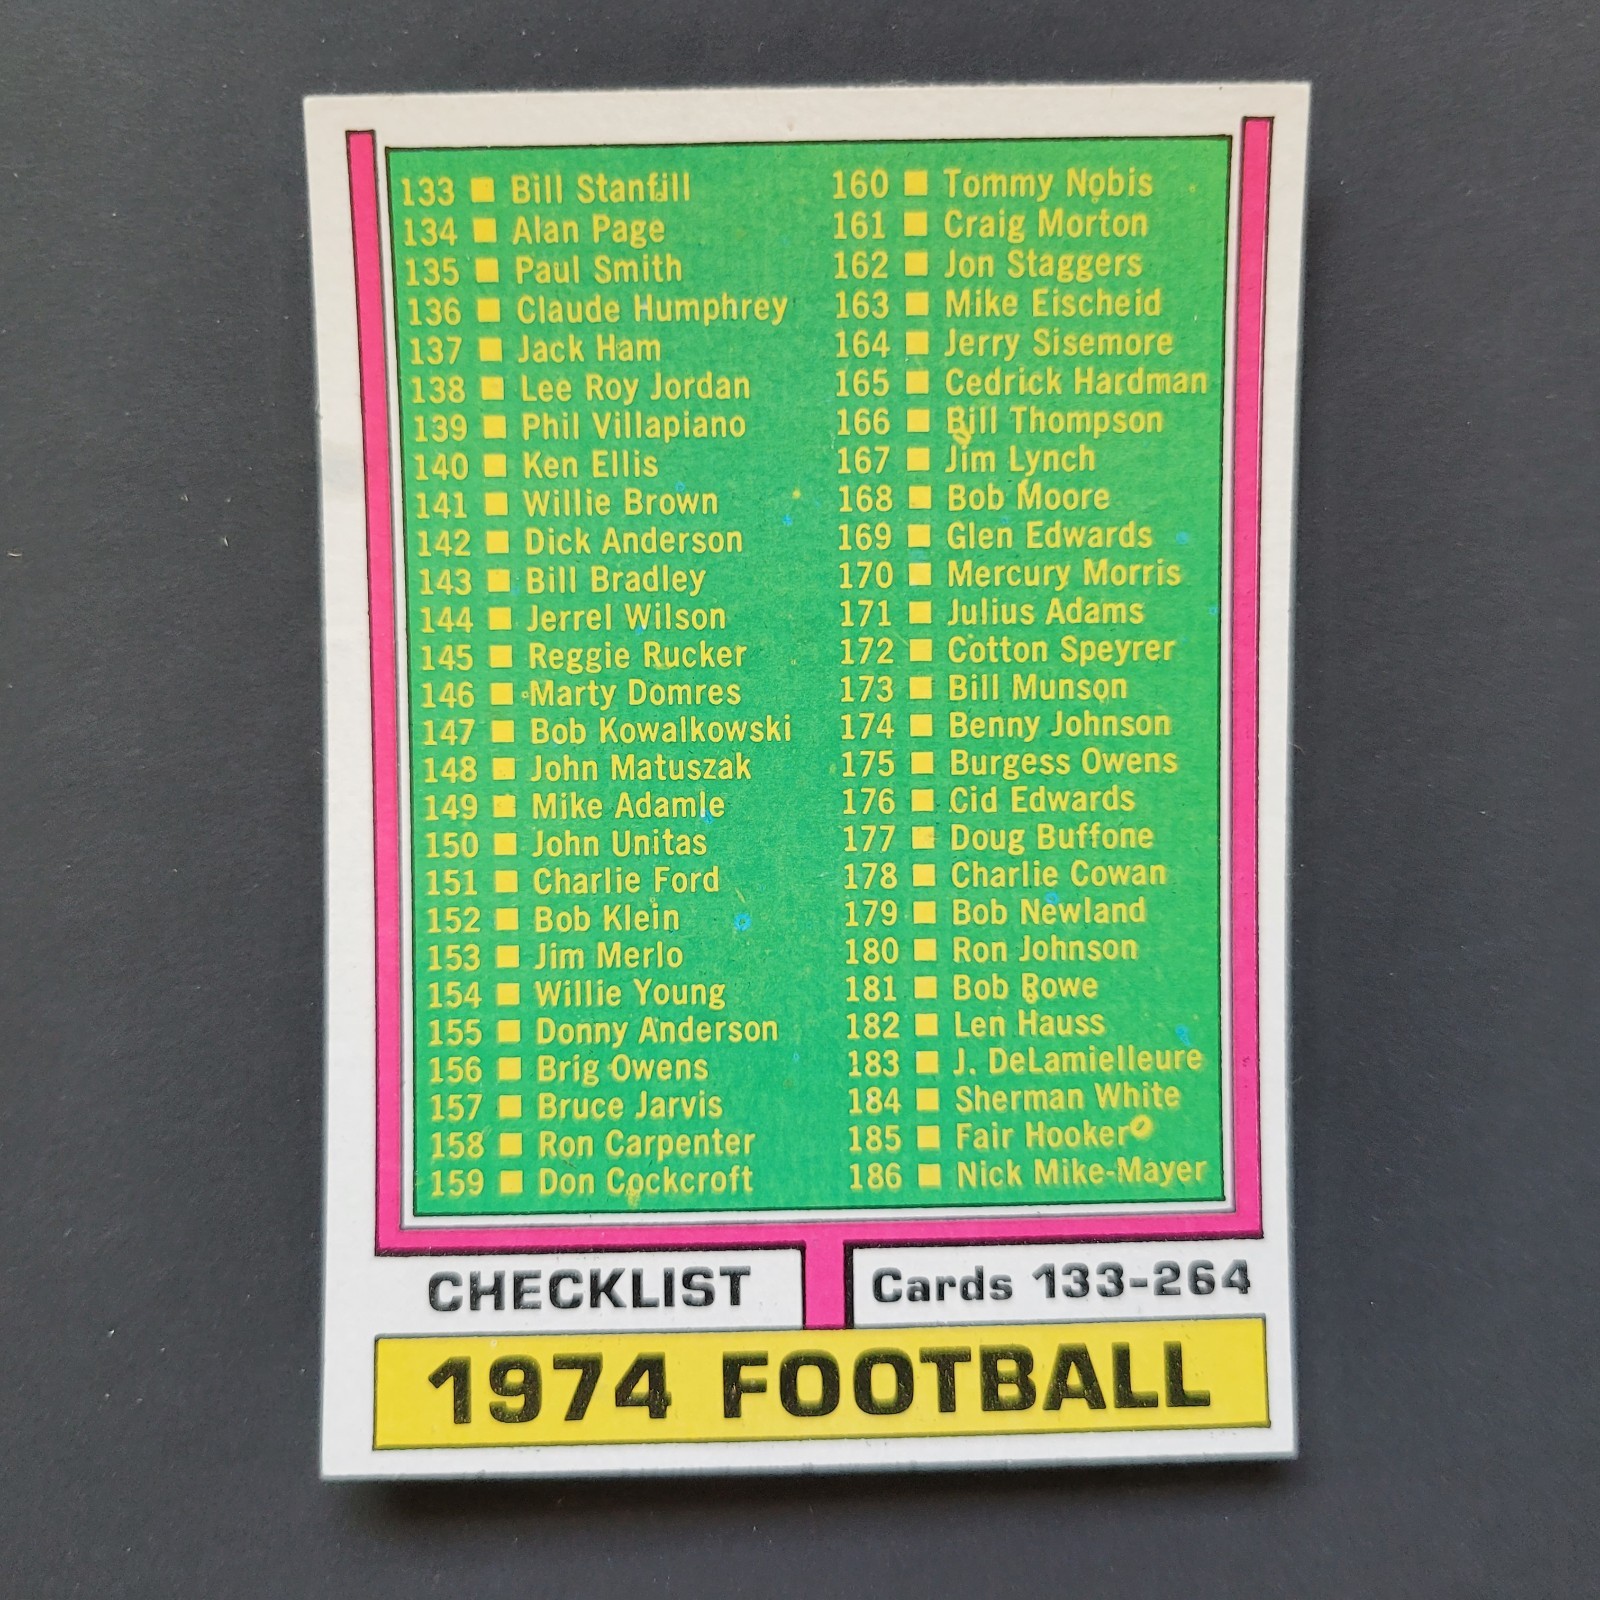 133 ■ Bill Stanfill
134 ■ Alan Page
135 ■ Paul Smith
136 ■ Claude Humphrey
137 ■ Jack Ham
138 ■ Lee Roy Jordan
139 ■ Phil Villapiano
140 ■ Ken Ellis
141 ■ Willie Brown
142 ■ Dick Anderson
143 ■ Bill Bradley
144 ■ Jerrel Wilson
145 ■ Reggie Rucker
146 ■ Marty Domres
147 ■ Bob Kowalkowski
148 ■ John Matuszak
149 ■ Mike Adamle
150 ■ John Unitas
151 ■ Charlie Ford
152 ■ Bob Klein
153 ■ Jim Merlo
154 ■ Willie Young
155 ■ Donny Anderson
156 ■ Brig Owens
157 ■ Bruce Jarvis
158 ■ Ron Carpenter
159 ■ Don Cockcroft
160 ■ Tommy Nobis
161 ■ Craig Morton
162 ■ Jon Staggers
163 ■ Mike Eischeid
164 ■ Jerry Sisemore
165 ■ Cedrick Hardman
166 ■ Bill Thompson
167 ■ Jim Lynch
168 ■ Bob Moore
169 ■ Glen Edwards
170 ■ Mercury Morris
171 ■ Julius Adams
172 ■ Cotton Speyrer
173 ■ Bill Munson
174 ■ Benny Johnson
175 ■ Burgess Owens
176 ■ Cid Edwards
177 ■ Doug Buffone
178 ■ Charlie Cowan
179 ■ Bob Newland
180 ■ Ron Johnson
181 ■ Bob Rowe
182 ■ Len Hauss
183 ■ J. DeLamielleure
184 ■ Sherman White
185 ■ Fair Hooker
186 ■ Nick Mike-Mayer
CHECKLIST
Cards 133-264
1974 FOOTBALL